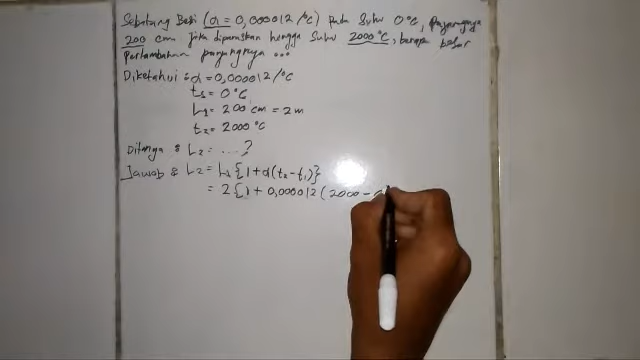 Sebatang Besi (α = 0,000012 /°C) pada Suhu 0°C, panjangnya
200 cm Jika dipanaskan hingga Suhu 2000°C, berapa besar
Pertambahan panjangnya ...
Diketahui : α = 0,000012 /°C
t₁ = 0°C
L₁ = 200 cm = 2 m
t₂ = 2000°C
Ditanya : L₂ = .... ?
Jawab : L₂ = L₁ {1 + α (t₂ - t₁)}
= 2 {1 + 0,000012 (2000 -